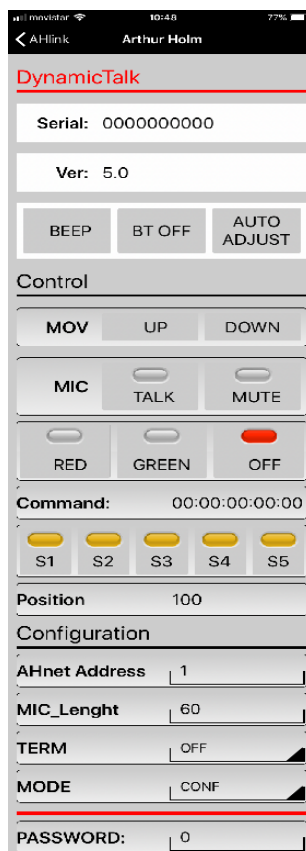 movistar 10:48 77%
AHlink Arthur Holm
DynamicTalk
Serial: 0000000000
Ver: 5.0
BEEP BT OFF AUTO ADJUST
Control
MOV UP DOWN
MIC TALK MUTE
RED GREEN OFF
Command: 00:00:00:00:00
S1 S2 S3 S4 S5
Position 100
Configuration
AHnet Address 1
MIC_Lenght 60
TERM OFF
MODE CONF
PASSWORD: 0